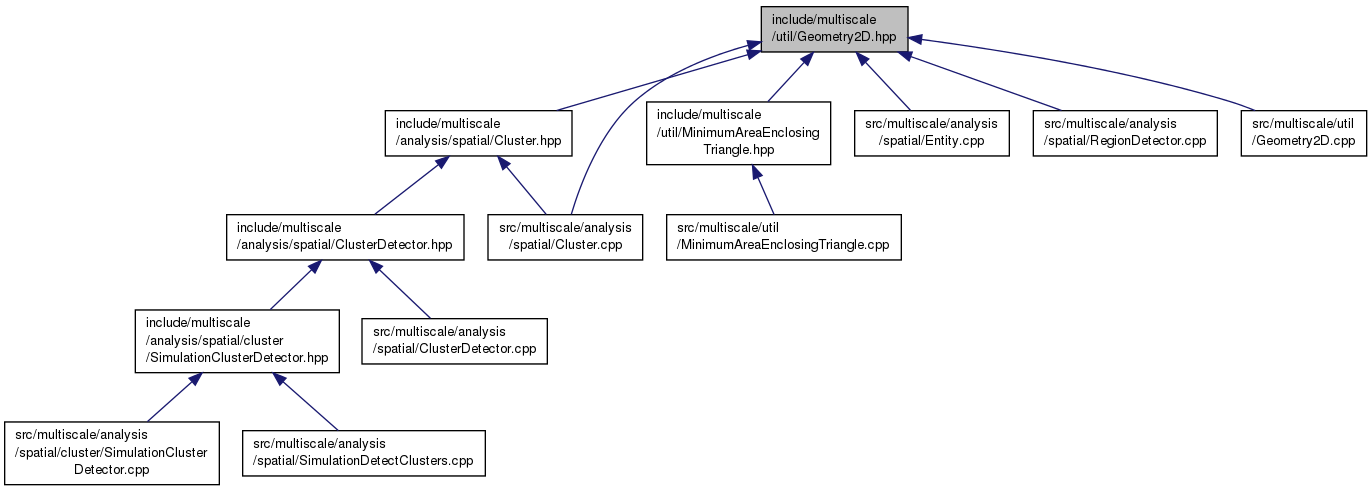 include/multiscale
/util/Geometry2D.hpp
include/multiscale
/analysis/spatial/Cluster.hpp
include/multiscale
/util/MinimumAreaEnclosing
Triangle.hpp
src/multiscale/analysis
/spatial/Entity.cpp
src/multiscale/analysis
/spatial/RegionDetector.cpp
src/multiscale/util
/Geometry2D.cpp
include/multiscale
/analysis/spatial/ClusterDetector.hpp
src/multiscale/analysis
/spatial/Cluster.cpp
src/multiscale/util
/MinimumAreaEnclosingTriangle.cpp
include/multiscale
/analysis/spatial/cluster
/SimulationClusterDetector.hpp
src/multiscale/analysis
/spatial/ClusterDetector.cpp
src/multiscale/analysis
/spatial/cluster/SimulationCluster
Detector.cpp
src/multiscale/analysis
/spatial/SimulationDetectClusters.cpp